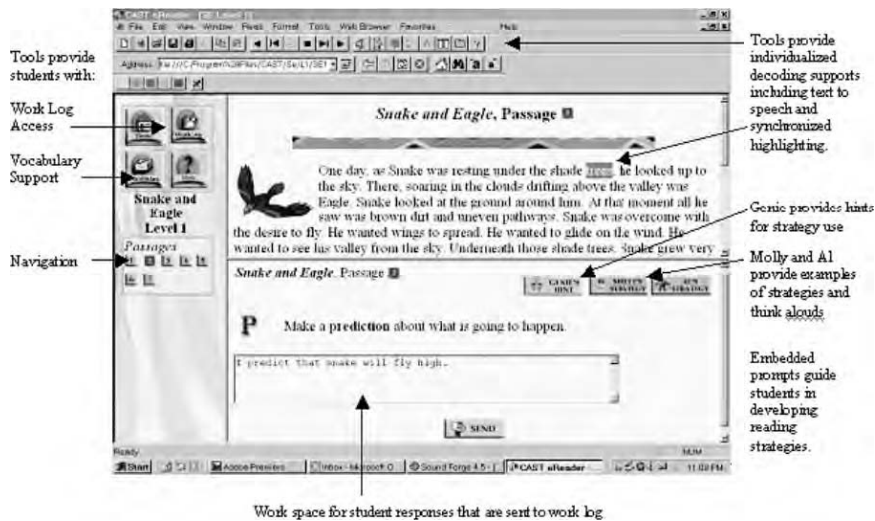 CAST eReader
File Edit View Window Read Format Tools Web Browser Favorites Help
Address
Tools provide
students with:
Work Log
Access
Vocabulary
Support
Navigation
Snake and
Eagle
Level 1
Passages
Snake and Eagle, Passage
One day, as Snake was resting under the shade trees, he looked up to
the sky. There, soaring in the clouds drifting above the valley was
Eagle. Snake looked at the ground around him. At that moment all he
saw was brown dirt and uneven pathways. Snake was overcome with
the desire to fly. He wanted wings to spread. He wanted to glide on the wind. He
wanted to see his valley from the sky. Underneath those shade trees, Snake grew very
Snake and Eagle, Passage
GENIE'S
HINT
MOLLY'S
STRATEGY
AL'S
STRATEGY
P Make a prediction about what is going to happen.
I predict that snake will fly high.
SEND
Ready
NUM
Start Adobe Premiere Inbox - Microsoft O Sound Forge 4.5 - CAST eReader
Tools provide
individualized
decoding supports
including text to
speech and
synchronized
highlighting.
Genie provides hints
for strategy use
Molly and Al
provide examples
of strategies and
think alouds
Embedded
prompts guide
students in
developing
reading
strategies.
Work space for student responses that are sent to work log